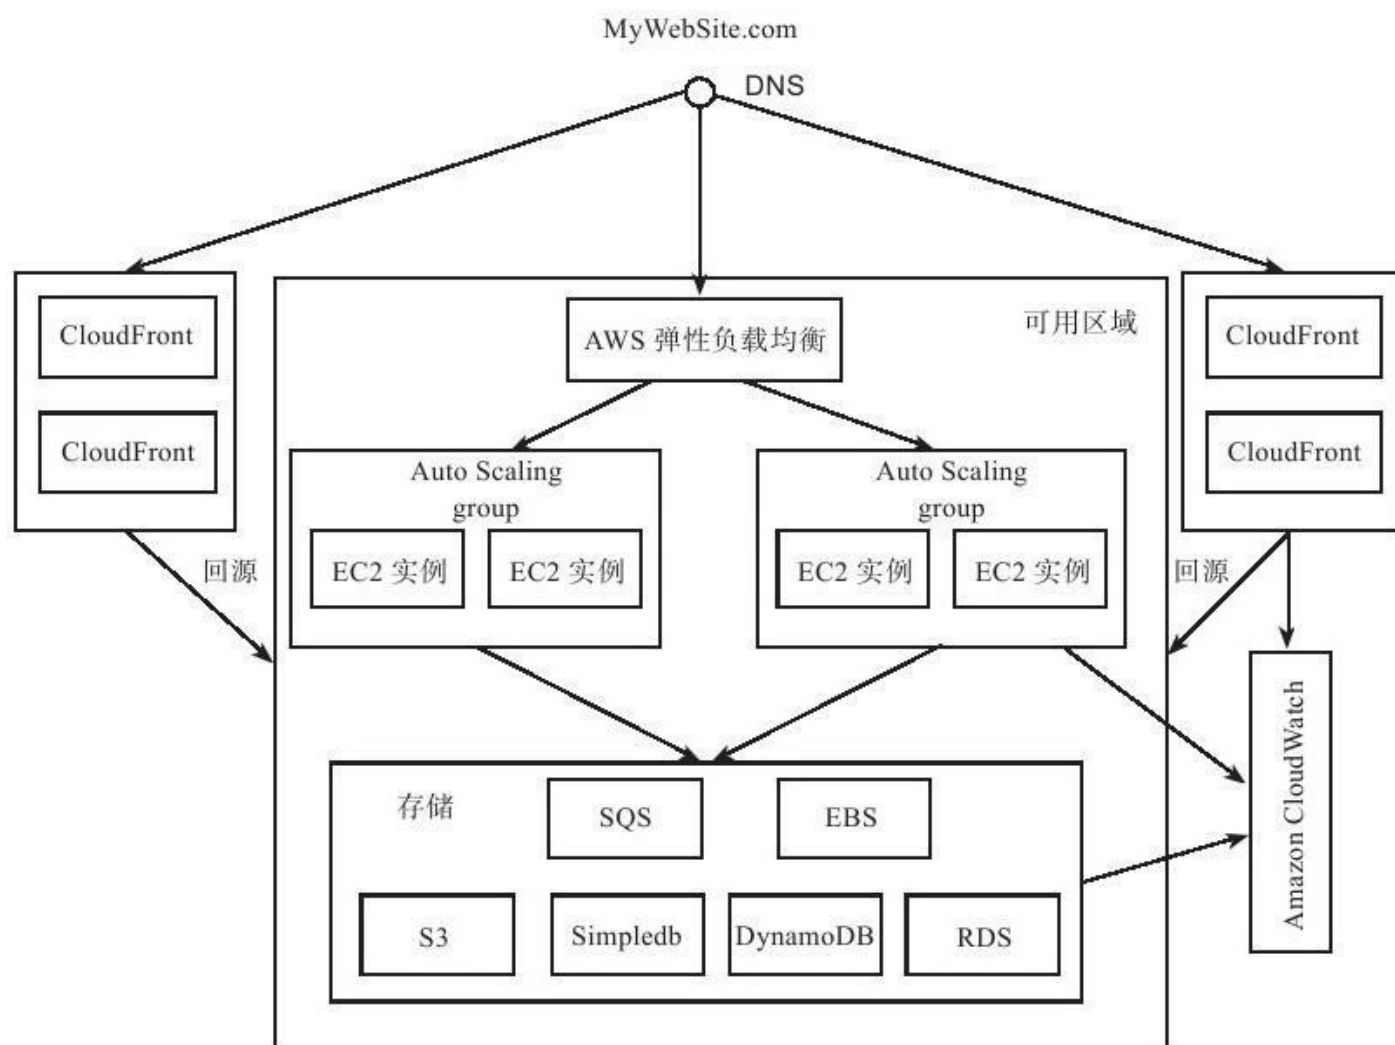 MyWebSite.com
DNS
CloudFront
CloudFront
AWS 弹性负载均衡
可用区域
CloudFront
CloudFront
Auto Scaling
group
EC2 实例
EC2 实例
Auto Scaling
group
EC2 实例
EC2 实例
回源
回源
存储
SQS
EBS
S3
Simpledb
DynamoDB
RDS
Amazon CloudWatch